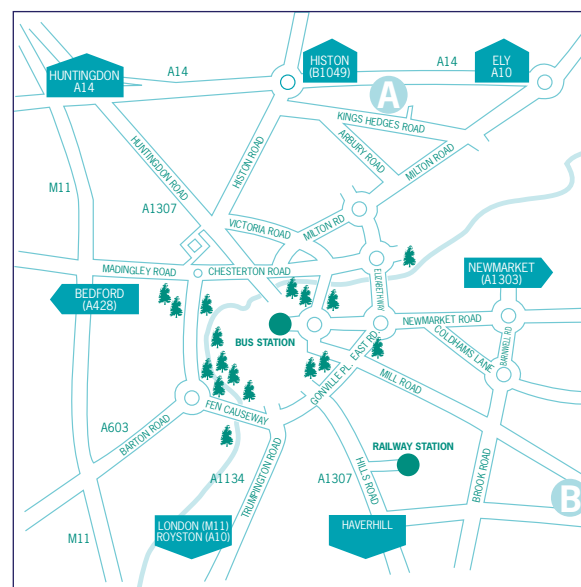 HUNTINGDON
A14
A14
HISTON
(B1049)
A14
ELY
A10
A
KINGS HEDGES ROAD
ARBURY ROAD
MILTON ROAD
HUNTINGDON ROAD
HISTON ROAD
M11
A1307
VICTORIA ROAD
MILTON RD
MADINGLEY ROAD
CHESTERTON ROAD
ELIZABETH WAY
NEWMARKET
(A1303)
BEDFORD
(A428)
BUS STATION
NEWMARKET ROAD
COLDHAMS LANE
BARNWELL RD
EAST RD.
GONVILLE PL.
MILL ROAD
FEN CAUSEWAY
A603
BARTON ROAD
RAILWAY STATION
A1134
TRUMPINGTON ROAD
A1307
HILLS ROAD
BROOK ROAD
B
LONDON (M11)
ROYSTON (A10)
HAVERHILL
M11